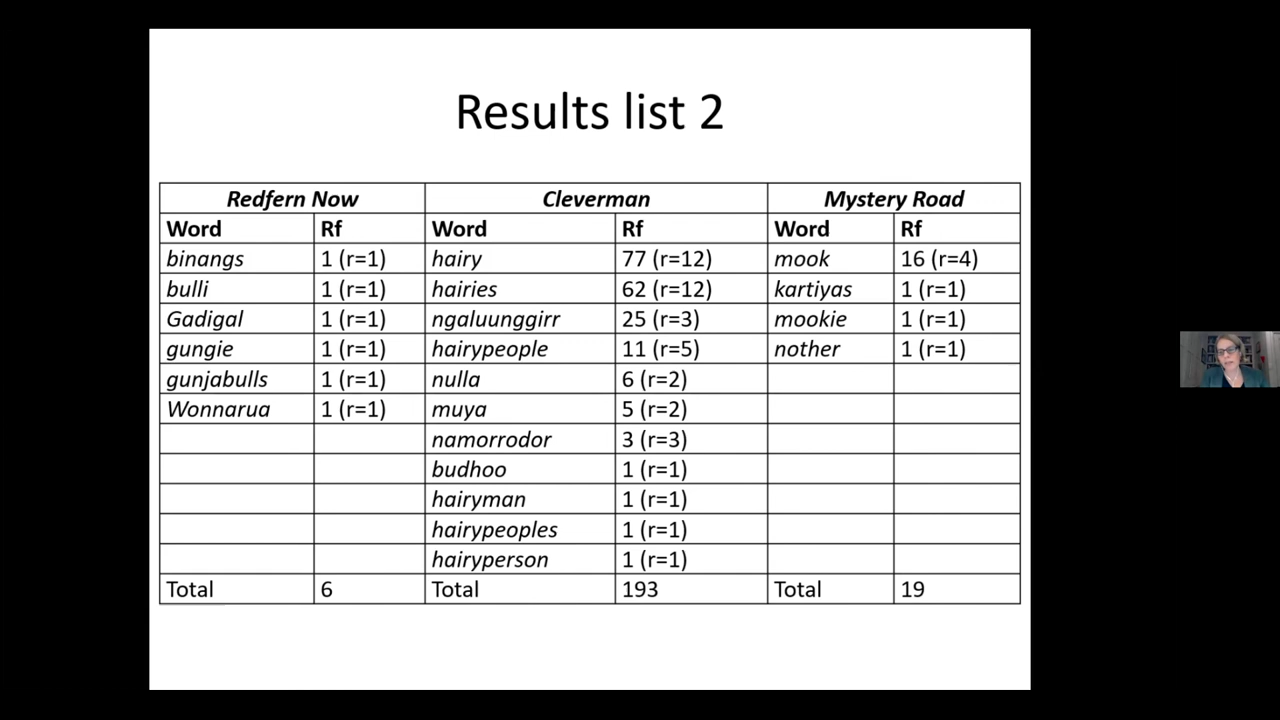 Results list 2
Redfern Now Cleverman Mystery Road
Word Rf Word Rf Word Rf
binangs 1 (r=1) hairy 77 (r=12) mook 16 (r=4)
bulli 1 (r=1) hairies 62 (r=12) kartiyas 1 (r=1)
Gadigal 1 (r=1) ngaluunggirr 25 (r=3) mookie 1 (r=1)
gungie 1 (r=1) hairypeople 11 (r=5) nother 1 (r=1)
gunjabulls 1 (r=1) nulla 6 (r=2)
Wonnarua 1 (r=1) muya 5 (r=2)
namorrodor 3 (r=3)
budhoo 1 (r=1)
hairyman 1 (r=1)
hairypeoples 1 (r=1)
hairyperson 1 (r=1)
Total 6 Total 193 Total 19